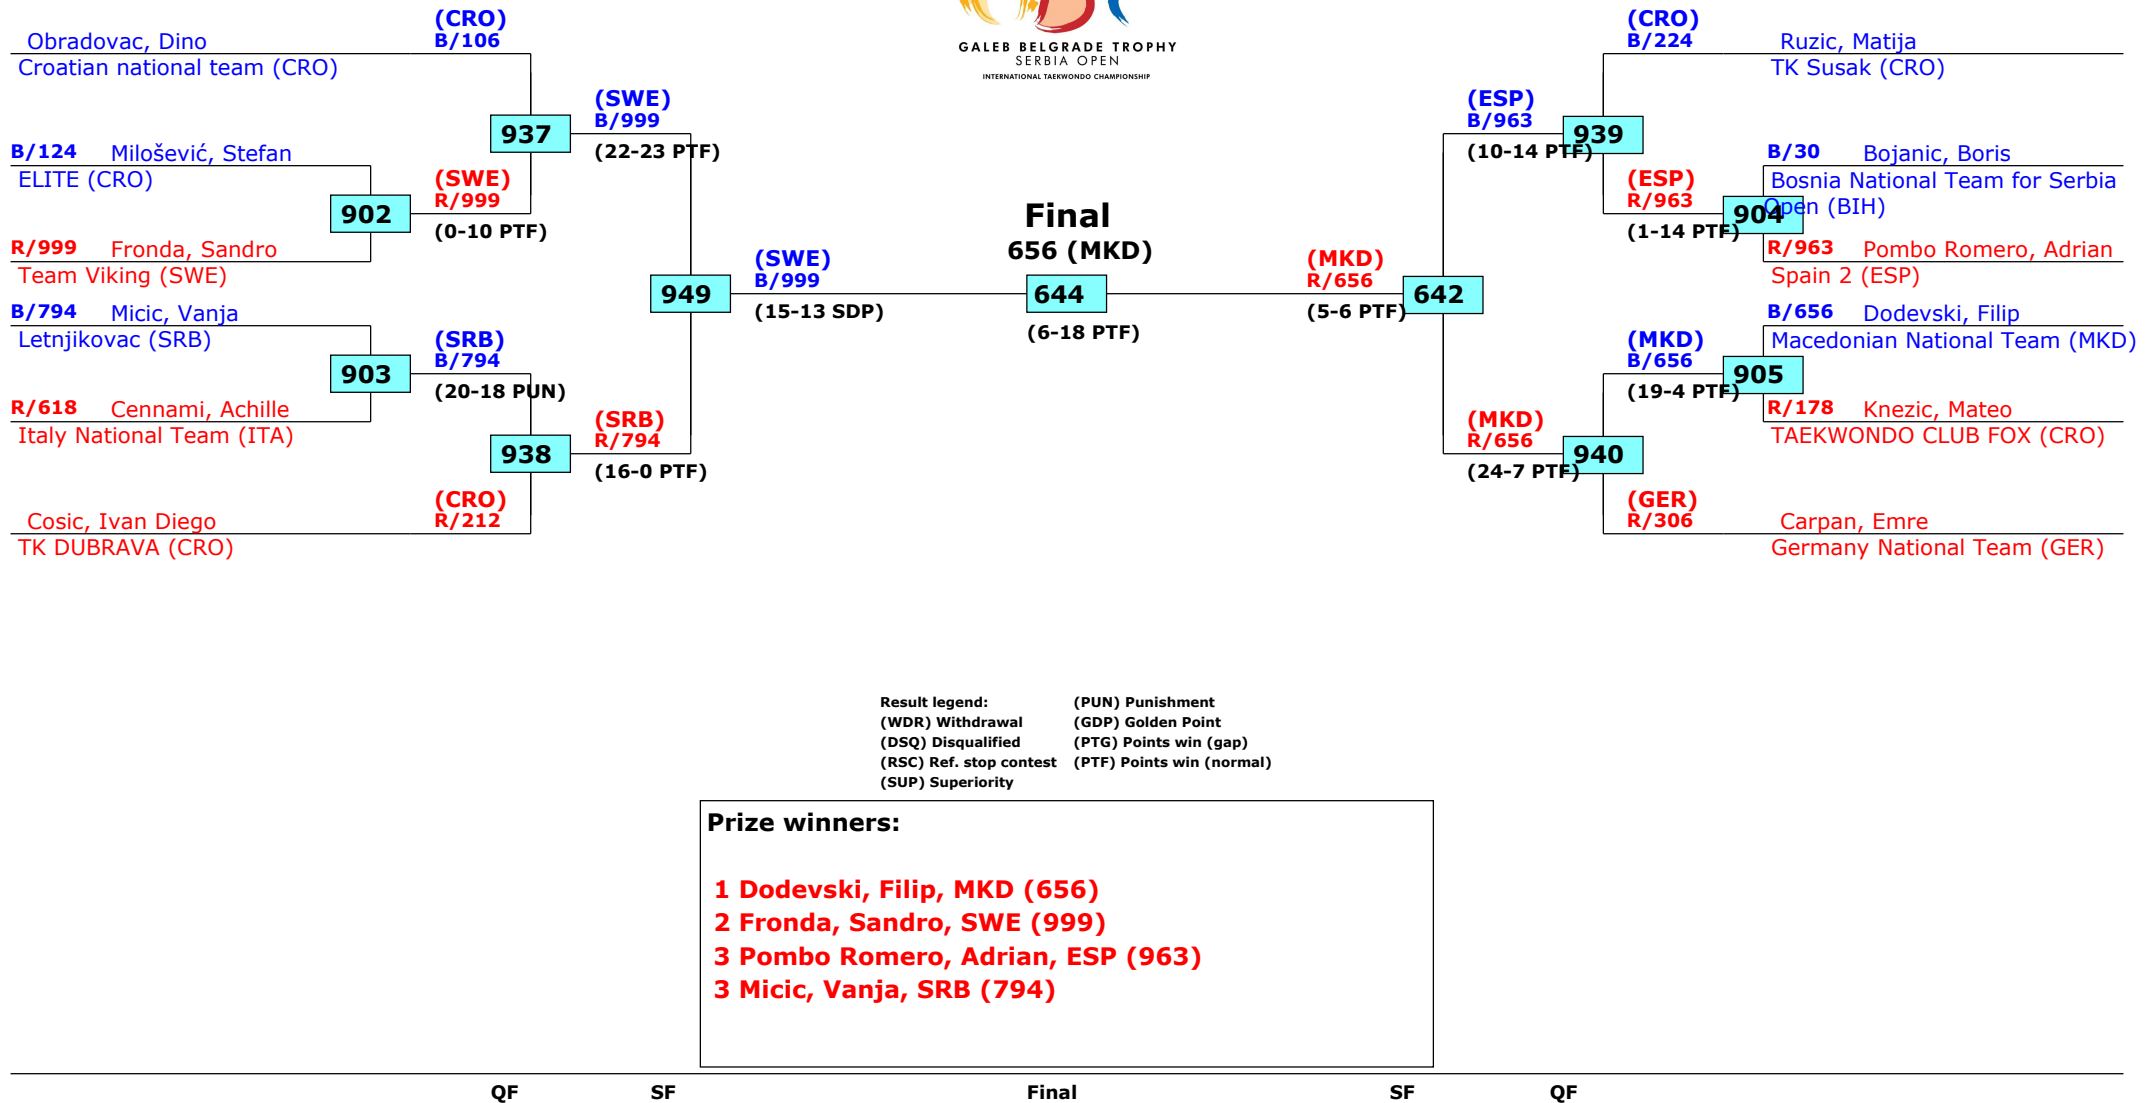 GALEB BELGRADE TROPHY
SERBIA OPEN
INTERNATIONAL TAEKWONDO CHAMPIONSHIP
Obradovac, Dino
Croatian national team (CRO)
(CRO)
B/106
B/124 Milošević, Stefan
ELITE (CRO)
R/999 Fronda, Sandro
Team Viking (SWE)
902
(SWE)
R/999
(0-10 PTF)
937
(SWE)
B/999
(22-23 PTF)
B/794 Micic, Vanja
Letnjikovac (SRB)
R/618 Cennami, Achille
Italy National Team (ITA)
903
(SRB)
B/794
(20-18 PUN)
Cosic, Ivan Diego
TK DUBRAVA (CRO)
(CRO)
R/212
938
(SRB)
R/794
(16-0 PTF)
949
(SWE)
B/999
(15-13 SDP)
Final
656 (MKD)
644
(6-18 PTF)
(MKD)
R/656
(5-6 PTF)
642
(ESP)
B/963
(10-14 PTF)
939
(CRO)
B/224
Ruzic, Matija
TK Susak (CRO)
(ESP)
R/963
(1-14 PTF)
904
B/30 Bojanic, Boris
Bosnia National Team for Serbia
Open (BIH)
R/963 Pombo Romero, Adrian
Spain 2 (ESP)
(MKD)
R/656
(24-7 PTF)
940
(MKD)
B/656
(19-4 PTF)
905
B/656 Dodevski, Filip
Macedonian National Team (MKD)
R/178 Knezic, Mateo
TAEKWONDO CLUB FOX (CRO)
(GER)
R/306
Carpan, Emre
Germany National Team (GER)
Result legend: (PUN) Punishment
(WDR) Withdrawal (GDP) Golden Point
(DSQ) Disqualified (PTG) Points win (gap)
(RSC) Ref. stop contest (PTF) Points win (normal)
(SUP) Superiority
Prize winners:
1 Dodevski, Filip, MKD (656)
2 Fronda, Sandro, SWE (999)
3 Pombo Romero, Adrian, ESP (963)
3 Micic, Vanja, SRB (794)
QF SF Final SF QF